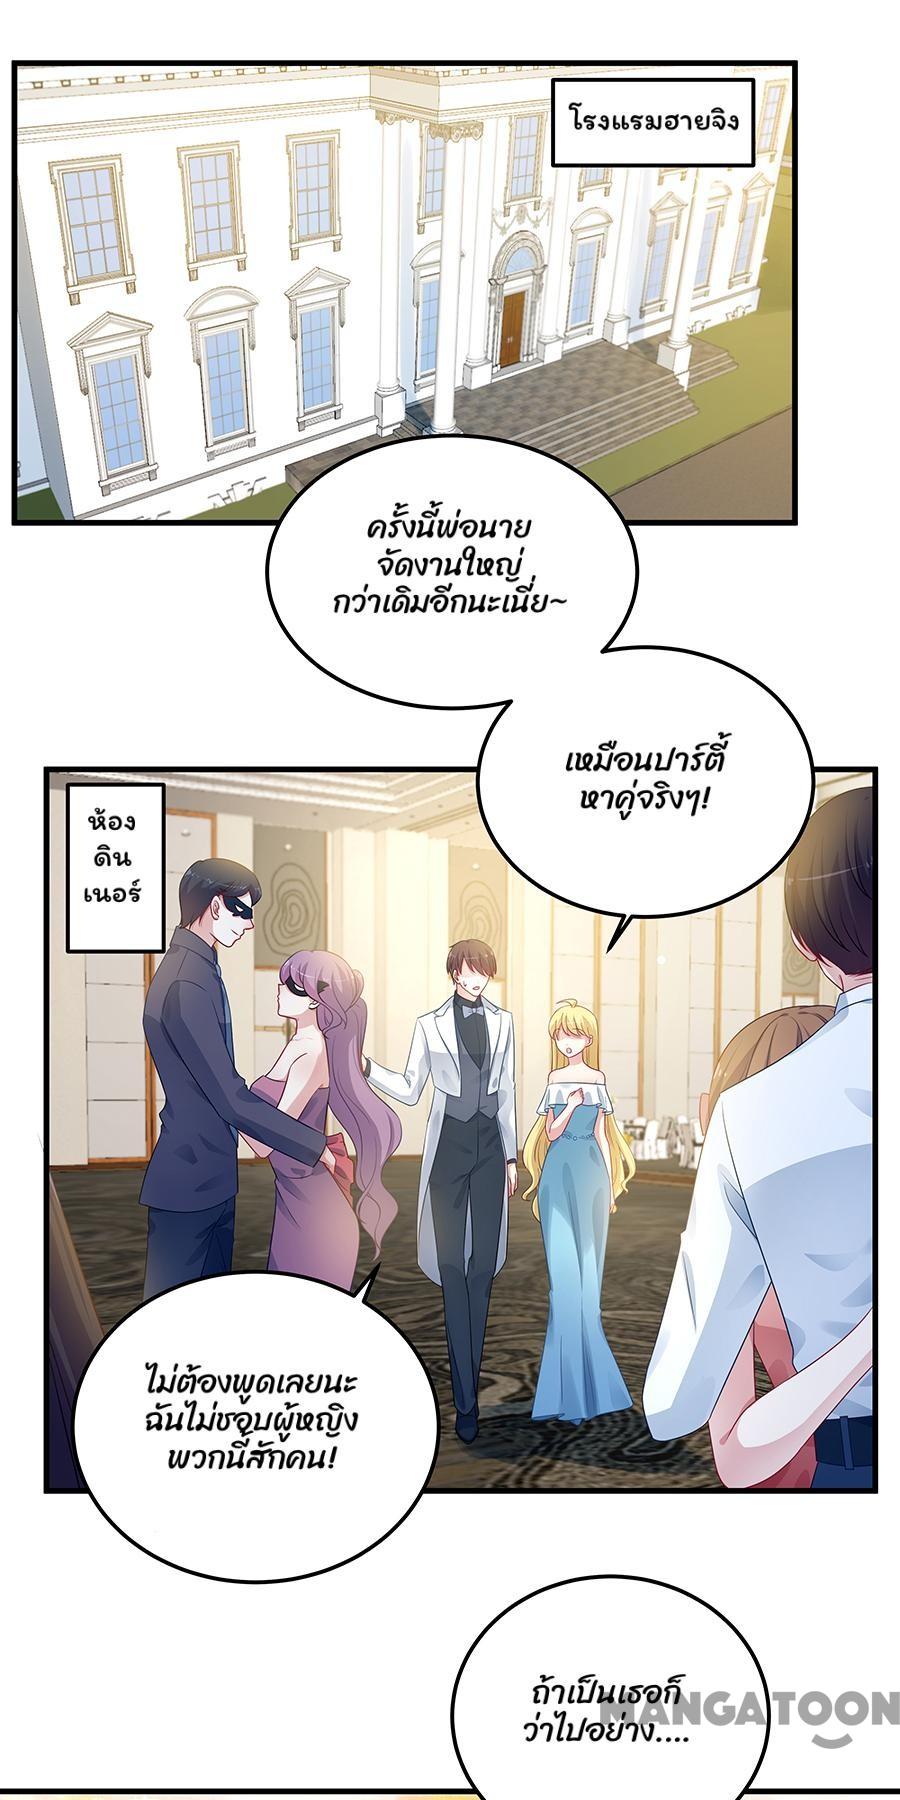 โรงแรมฮายจิง
ครั้งนี้พ่อนาย
จัดงานใหญ่
กว่าเดิมอีกนะเนี่ย~
เหมือนปาร์ตี้
หาคู่จริงๆ!
ห้อง
ดิน
เนอร์
ไม่ต้องพูดเลยนะ
ฉันไม่ชอบผู้หญิง
พวกนี้สักคน!
ถ้าเป็นเธอก็
ว่าไปอย่าง....
MANGATOON